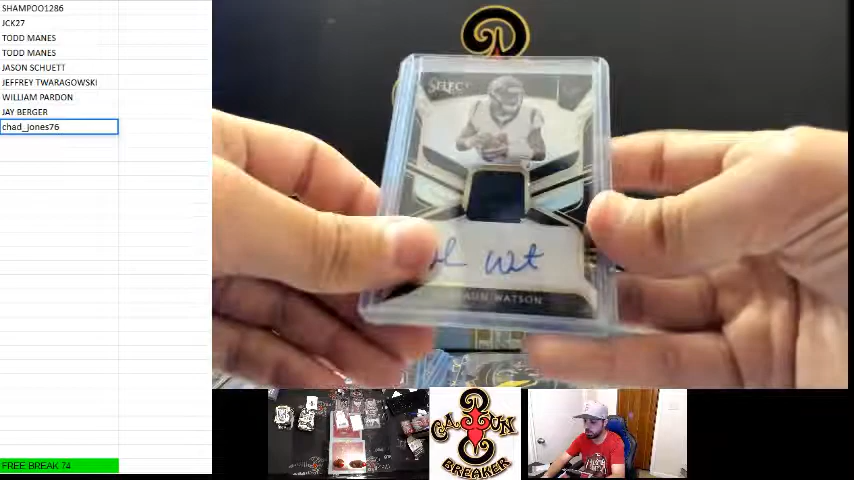 SHAMPOO1286
JCK27
TODD MANES
TODD MANES
JASON SCHUETT
JEFFREY TWARAGOWSKI
WILLIAM PARDON
JAY BERGER
chad_jones76
FREE BREAK 74
SELECT
WATSON
CAJUN
BREAKER